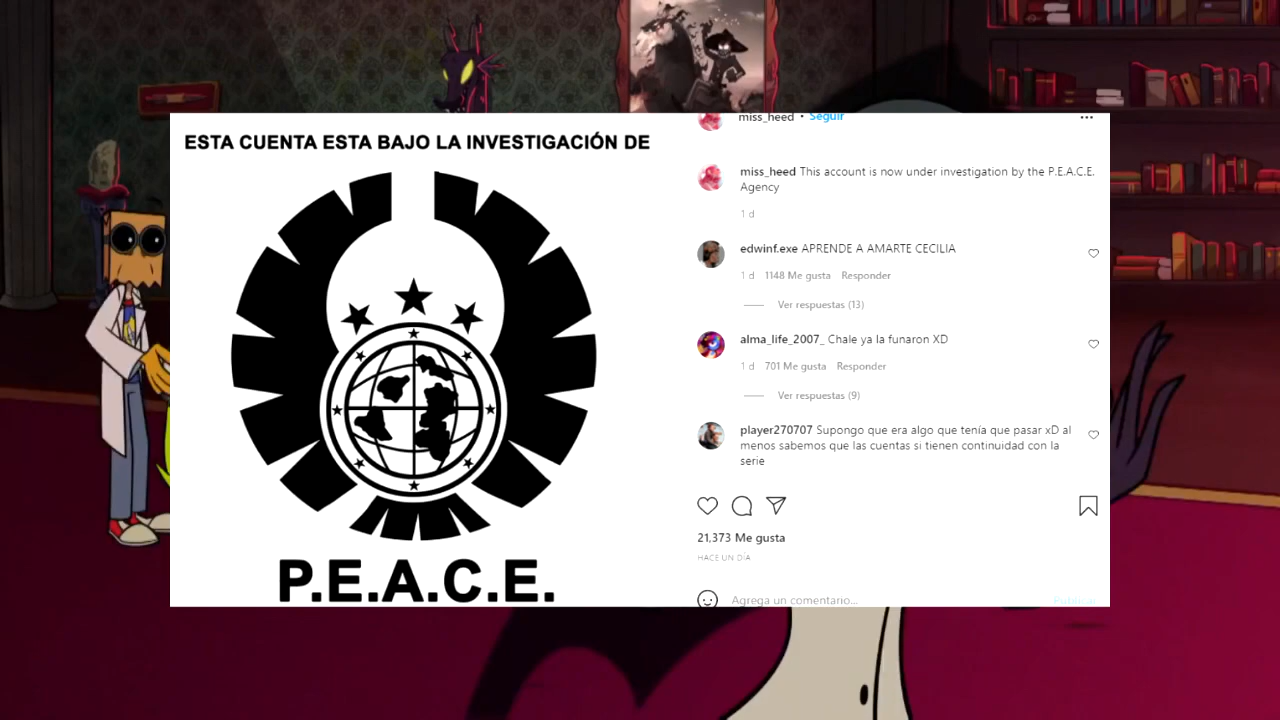 ESTA CUENTA ESTA BAJO LA INVESTIGACIÓN DE
P.E.A.C.E.
miss_heed • Seguir
miss_heed This account is now under investigation by the P.E.A.C.E.
Agency
1 d
edwinf.exe APRENDE A AMARTE CECILIA
1 d 1148 Me gusta Responder
Ver respuestas (13)
alma_life_2007_ Chale ya la funaron XD
1 d 701 Me gusta Responder
Ver respuestas (9)
player270707 Supongo que era algo que tenía que pasar xD al
menos sabemos que las cuentas si tienen continuidad con la
serie
21,373 Me gusta
HACE UN DÍA
Agrega un comentario... Publicar